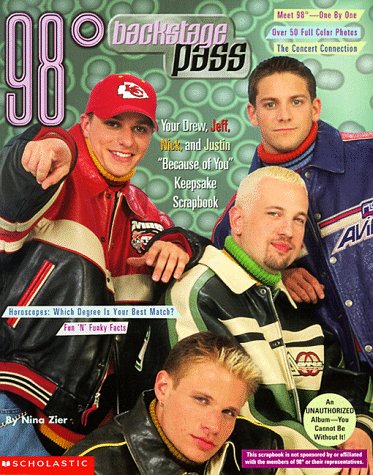 98°
backstage
pass
Meet 98°—One By One
Over 50 Full Color Photos
The Concert Connection
Your Drew, Jeff,
Nick, and Justin
"Because of You"
Keepsake
Scrapbook
Horoscopes: Which Degree Is Your Best Match?
Fun 'N' Funky Facts
By Nina Zier
SCHOLASTIC
An
UNAUTHORIZED
Album—You
Cannot Be
Without It!
This scrapbook is not sponsored by or affiliated
with the members of 98° or their representatives.